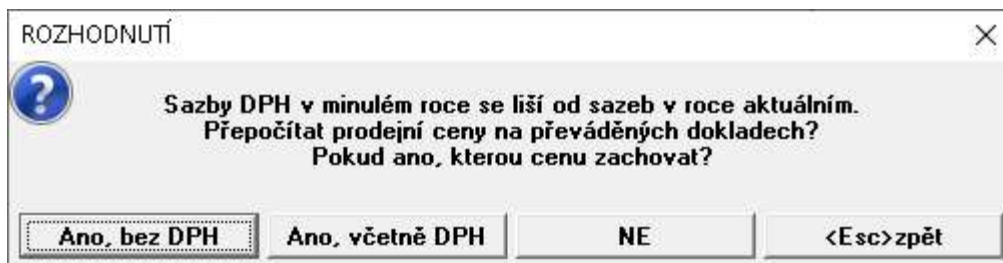 ROZHODNUTÍ
Sazby DPH v minulém roce se liší od sazeb v roce aktuálním.
Přepočítat prodejní ceny na převáděných dokladech?
Pokud ano, kterou cenu zachovat?
Ano, bez DPH
Ano, včetně DPH
NE
<Esc>zpět